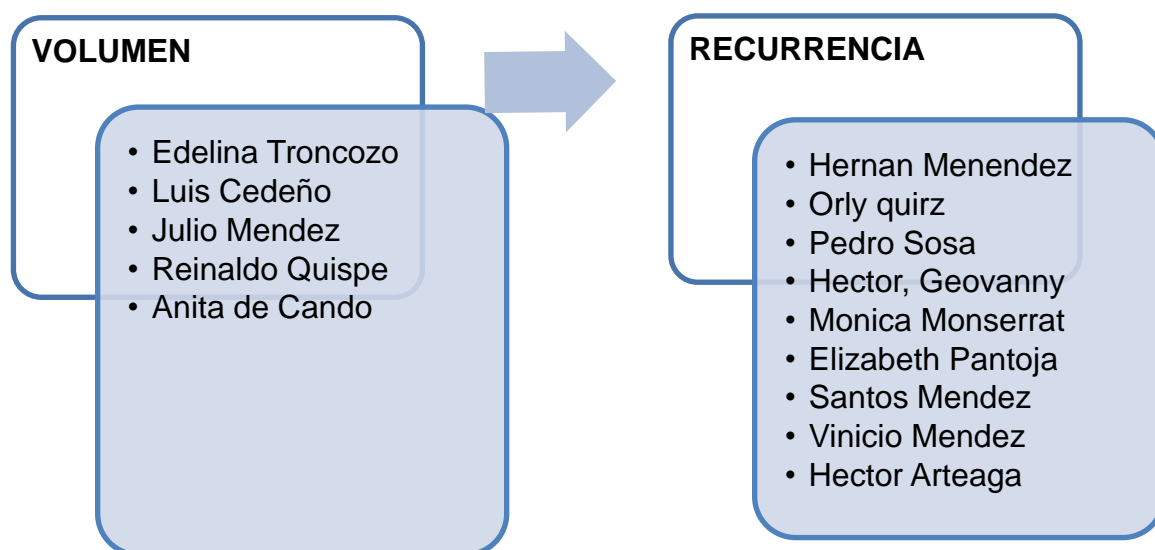 VOLUMEN
• Edelina Troncozo
• Luis Cedeño
• Julio Mendez
• Reinaldo Quispe
• Anita de Cando
RECURRENCIA
• Hernan Menendez
• Orly quirz
• Pedro Sosa
• Hector, Geovanny
• Monica Monserrat
• Elizabeth Pantoja
• Santos Mendez
• Vinicio Mendez
• Hector Arteaga